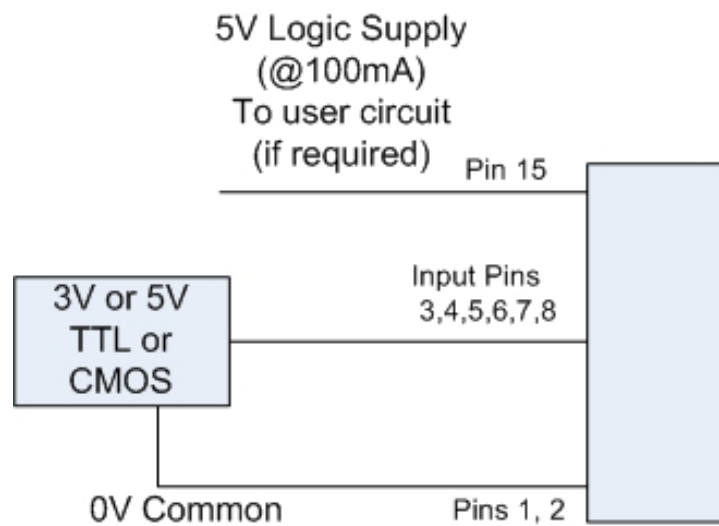 5V Logic Supply
(@100mA)
To user circuit
(if required)
Pin 15
Input Pins
3,4,5,6,7,8
3V or 5V
TTL or
CMOS
0V Common
Pins 1, 2